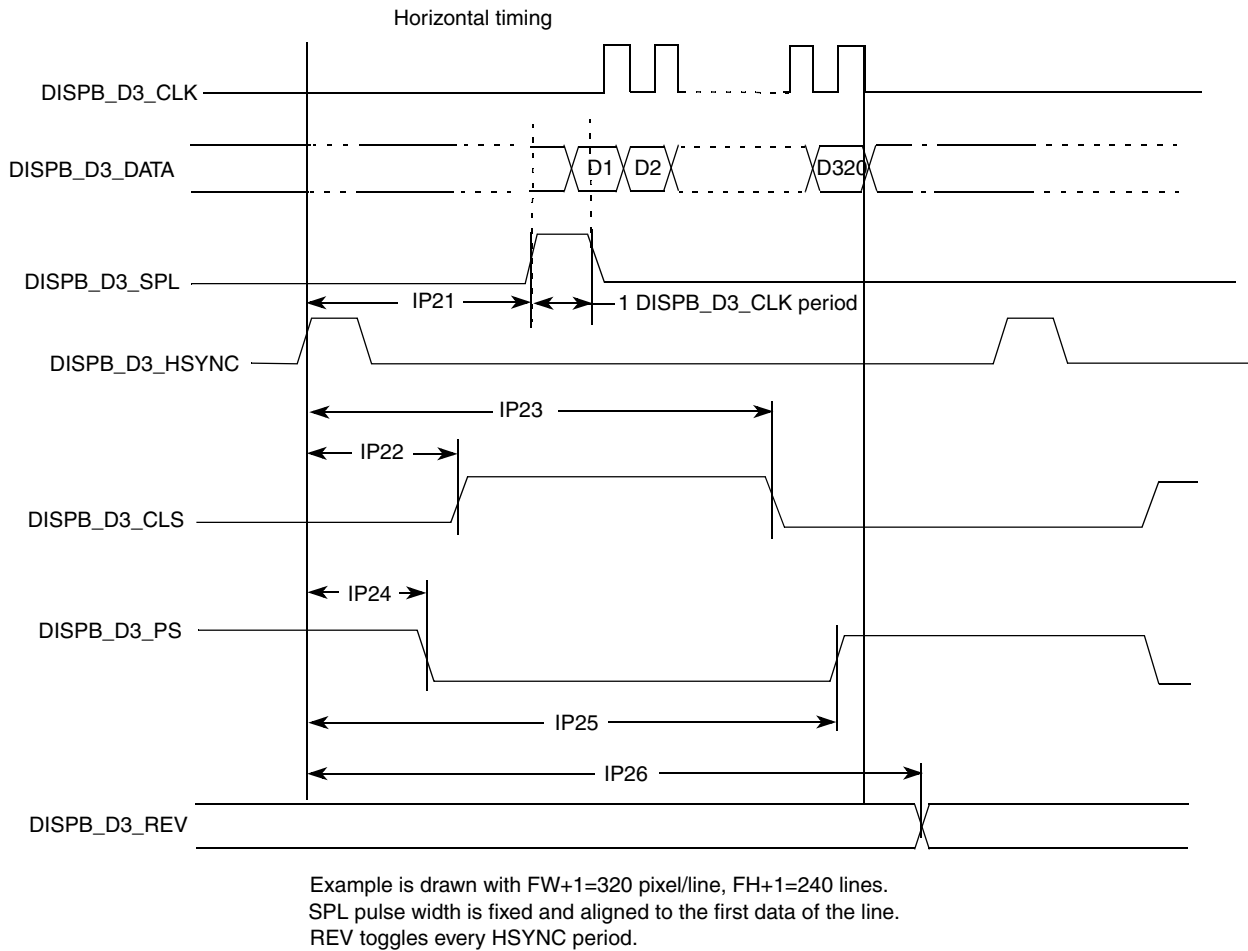 Horizontal timing
DISPB_D3_CLK
DISPB_D3_DATA
D1
D2
D320
DISPB_D3_SPL
IP21
1 DISPB_D3_CLK period
DISPB_D3_HSYNC
IP23
IP22
DISPB_D3_CLS
IP24
DISPB_D3_PS
IP25
IP26
DISPB_D3_REV
Example is drawn with FW+1=320 pixel/line, FH+1=240 lines.
SPL pulse width is fixed and aligned to the first data of the line.
REV toggles every HSYNC period.